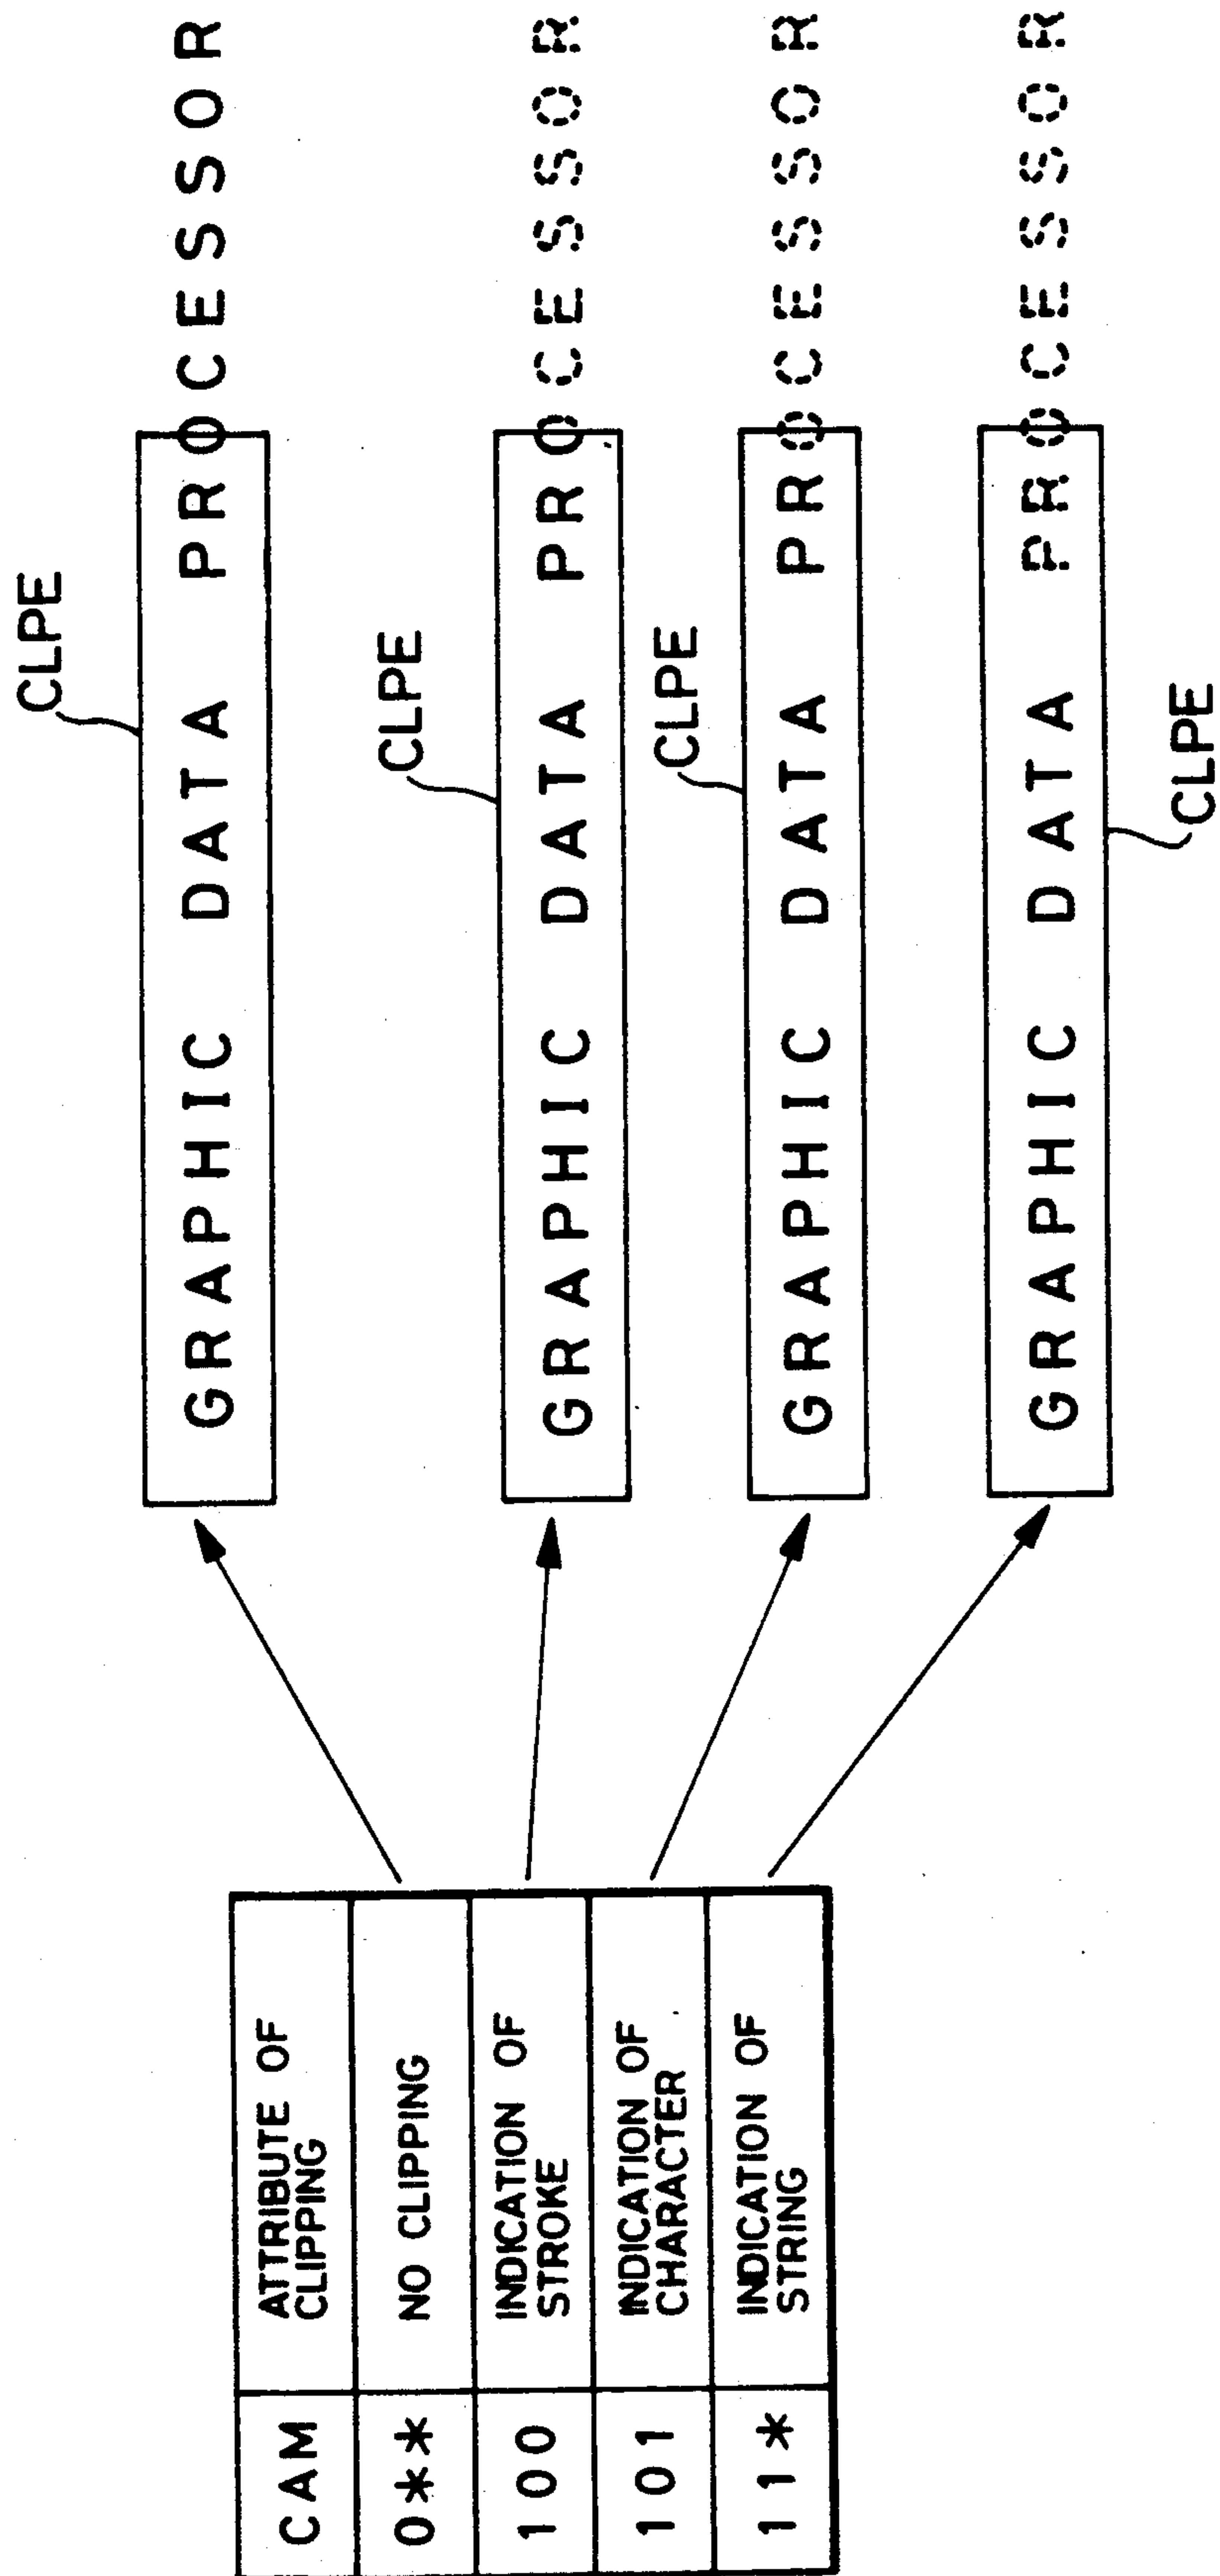 CAM
ATTRIBUTE OF
CLIPPING
0**
NO CLIPPING
100
INDICATION OF
STROKE
101
INDICATION OF
CHARACTER
11*
INDICATION OF
STRING
CLPE
GRAPHIC DATA PROCESSOR
CLPE
GRAPHIC DATA PROCESSOR
CLPE
GRAPHIC DATA PROCESSOR
GRAPHIC DATA PROCESSOR
CLPE